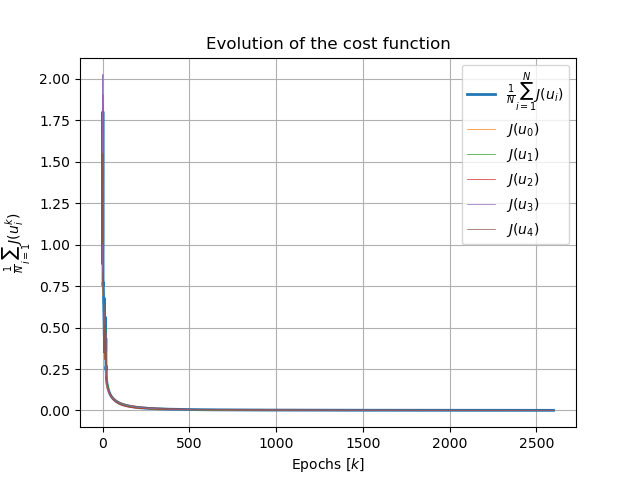 Evolution of the cost function
2.00
1.75
1.50
1.25
1.00
0.75
0.50
0.25
0.00
0
500
1000
1500
2000
2500
Epochs [k]
$\frac{1}{N}\sum_{i=1}^{N} J(u_i^k)$
$\frac{1}{N}\sum_{i=1}^{N} J(u_i)$
$J(u_0)$
$J(u_1)$
$J(u_2)$
$J(u_3)$
$J(u_4)$